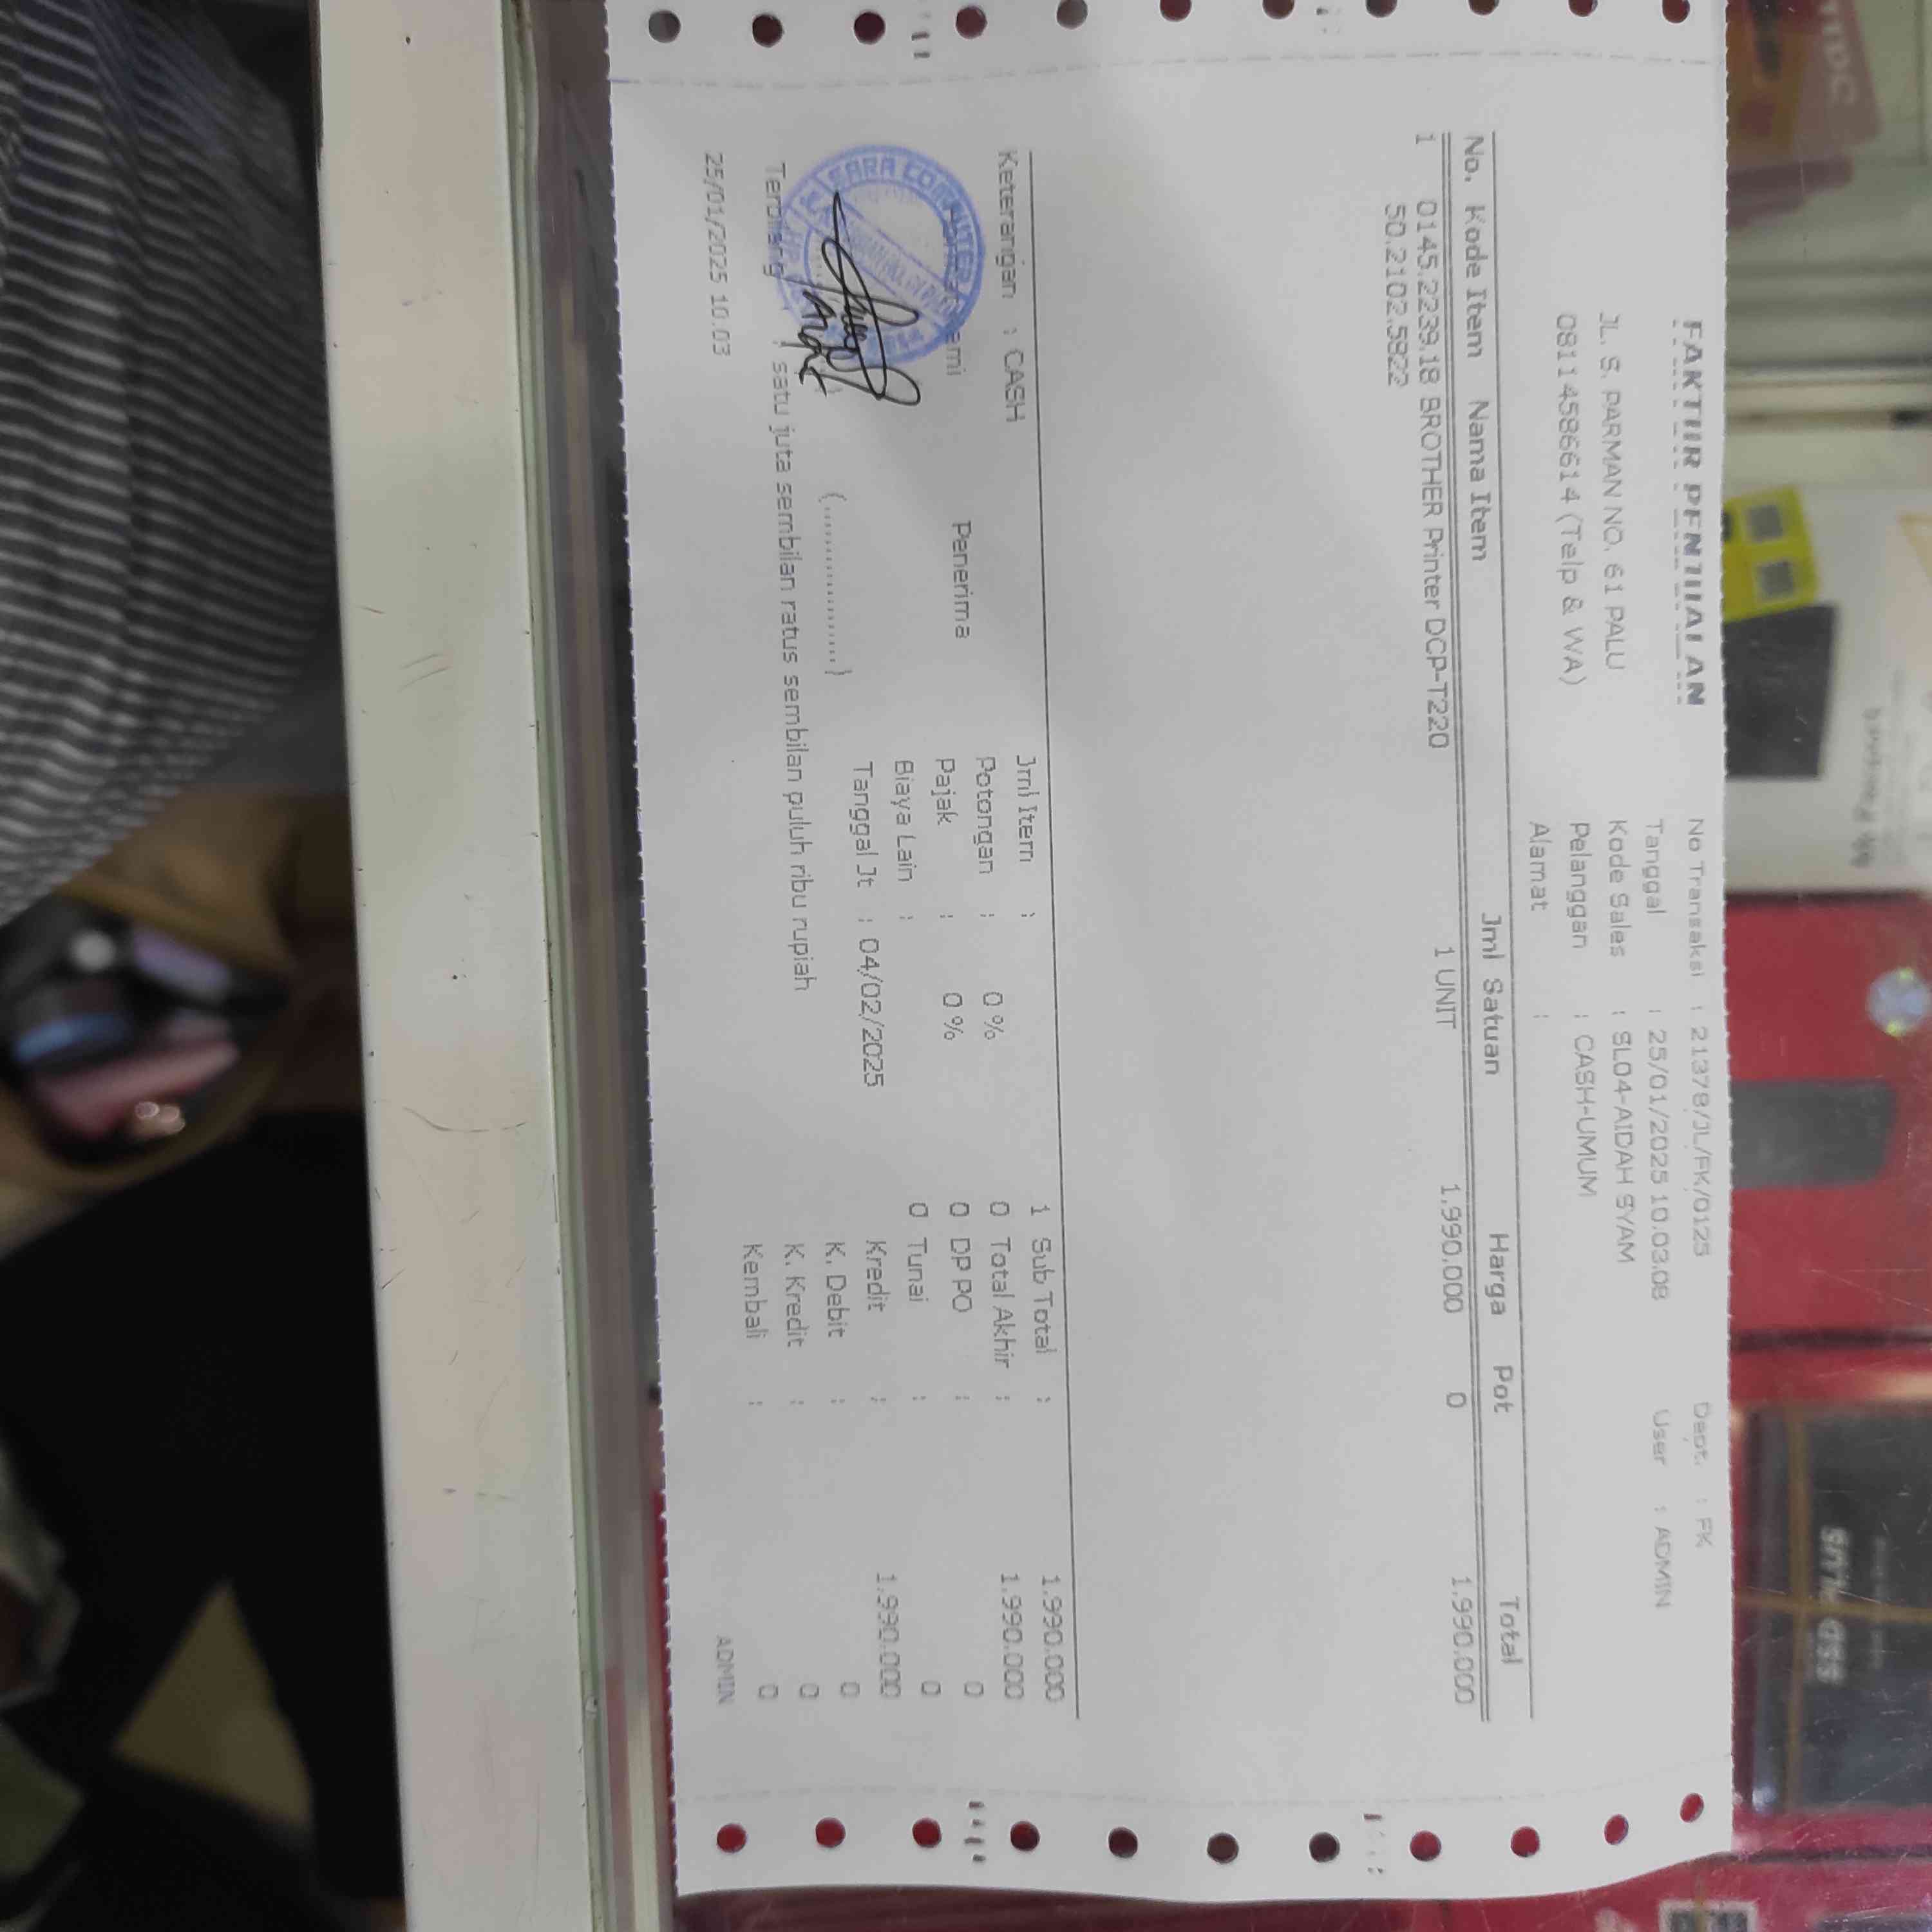 FAKTUR PENJUALAN
JL. S. PARMAN NO. 61 PALU
08114586614 (Telp & WA)
No Transaksi : 21378/JL/FK/0125
Tanggal : 25/01/2025 10.03.08
Kode Sales : SL04-AIDAH SYAM
Pelanggan : CASH-UMUM
Alamat :
Dept. : FK
User : ADMIN
No. Kode Item Nama Item Jml Satuan Harga Pot Total
1 0145.2239.18 BROTHER Printer DCP-T220 1 UNIT 1.990.000 0 1.990.000
50.2102.5922
Keterangan : CASH
Penerima
(..................)
Jml Item : 1
Potongan : 0 % 0
Pajak : 0 % 0
Biaya Lain : 0
Tanggal Jt : 04/02/2025
Sub Total : 1.990.000
Total Akhir : 1.990.000
DP PO : 0
Tunai : 0
Kredit : 1.990.000
K. Debit : 0
K. Kredit : 0
Kembali : 0
satu juta sembilan ratus sembilan puluh ribu rupiah
25/01/2025 10.03
ADMIN
COMPUTER